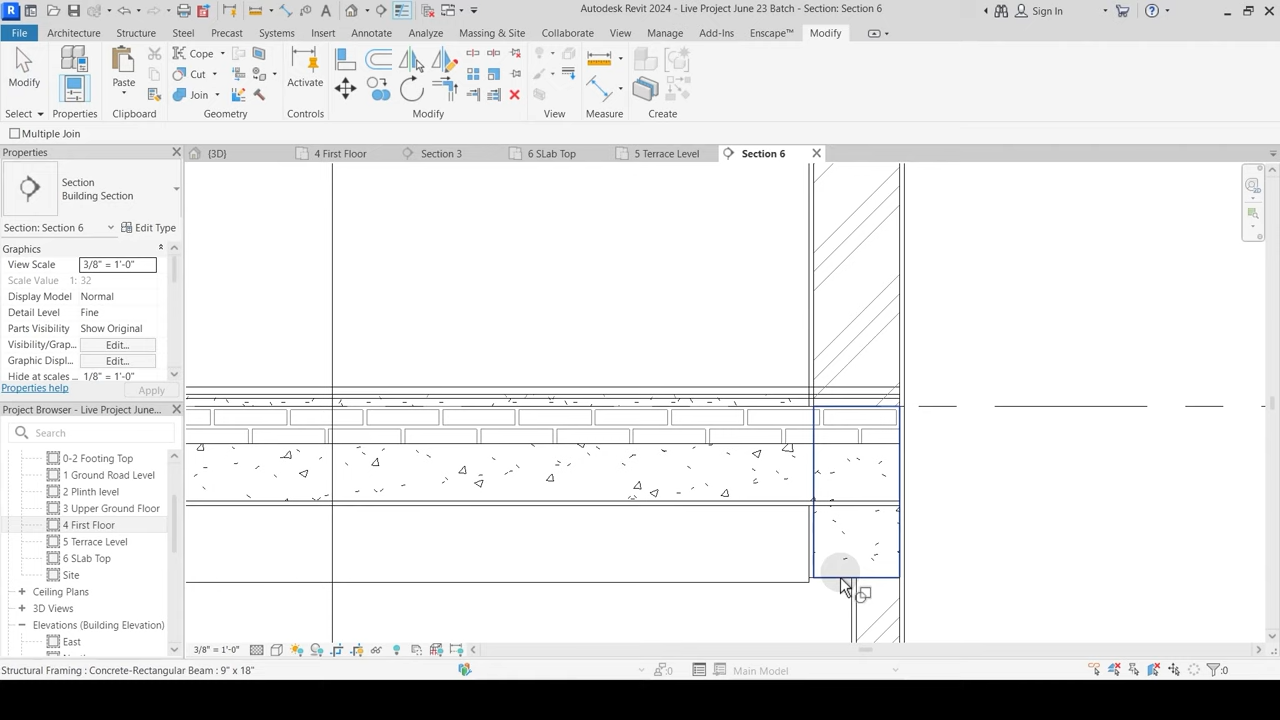 Autodesk Revit 2024 - Live Project June 23 Batch - Section: Section 6
Sign In
File Architecture Structure Steel Precast Systems Insert Annotate Analyze Massing & Site Collaborate View Manage Add-Ins Enscape™ Modify
Modify
Paste
Cope
Cut
Join
Activate
Select Properties Clipboard Geometry Controls Modify View Measure Create
Multiple Join
Properties
{3D} 4 First Floor Section 3 6 SLab Top 5 Terrace Level Section 6
Section
Building Section
Section: Section 6 Edit Type
Graphics
View Scale 3/8" = 1'-0"
Scale Value 1: 32
Display Model Normal
Detail Level Fine
Parts Visibility Show Original
Visibility/Grap... Edit...
Graphic Displ... Edit...
Hide at scales ... 1/8" = 1'-0"
Properties help Apply
Project Browser - Live Project June...
Search
0-2 Footing Top
1 Ground Road Level
2 Plinth level
3 Upper Ground Floor
4 First Floor
5 Terrace Level
6 SLab Top
Site
Ceiling Plans
3D Views
Elevations (Building Elevation)
East
3/8" = 1'-0"
Structural Framing : Concrete-Rectangular Beam : 9" x 18" :0 Main Model :0